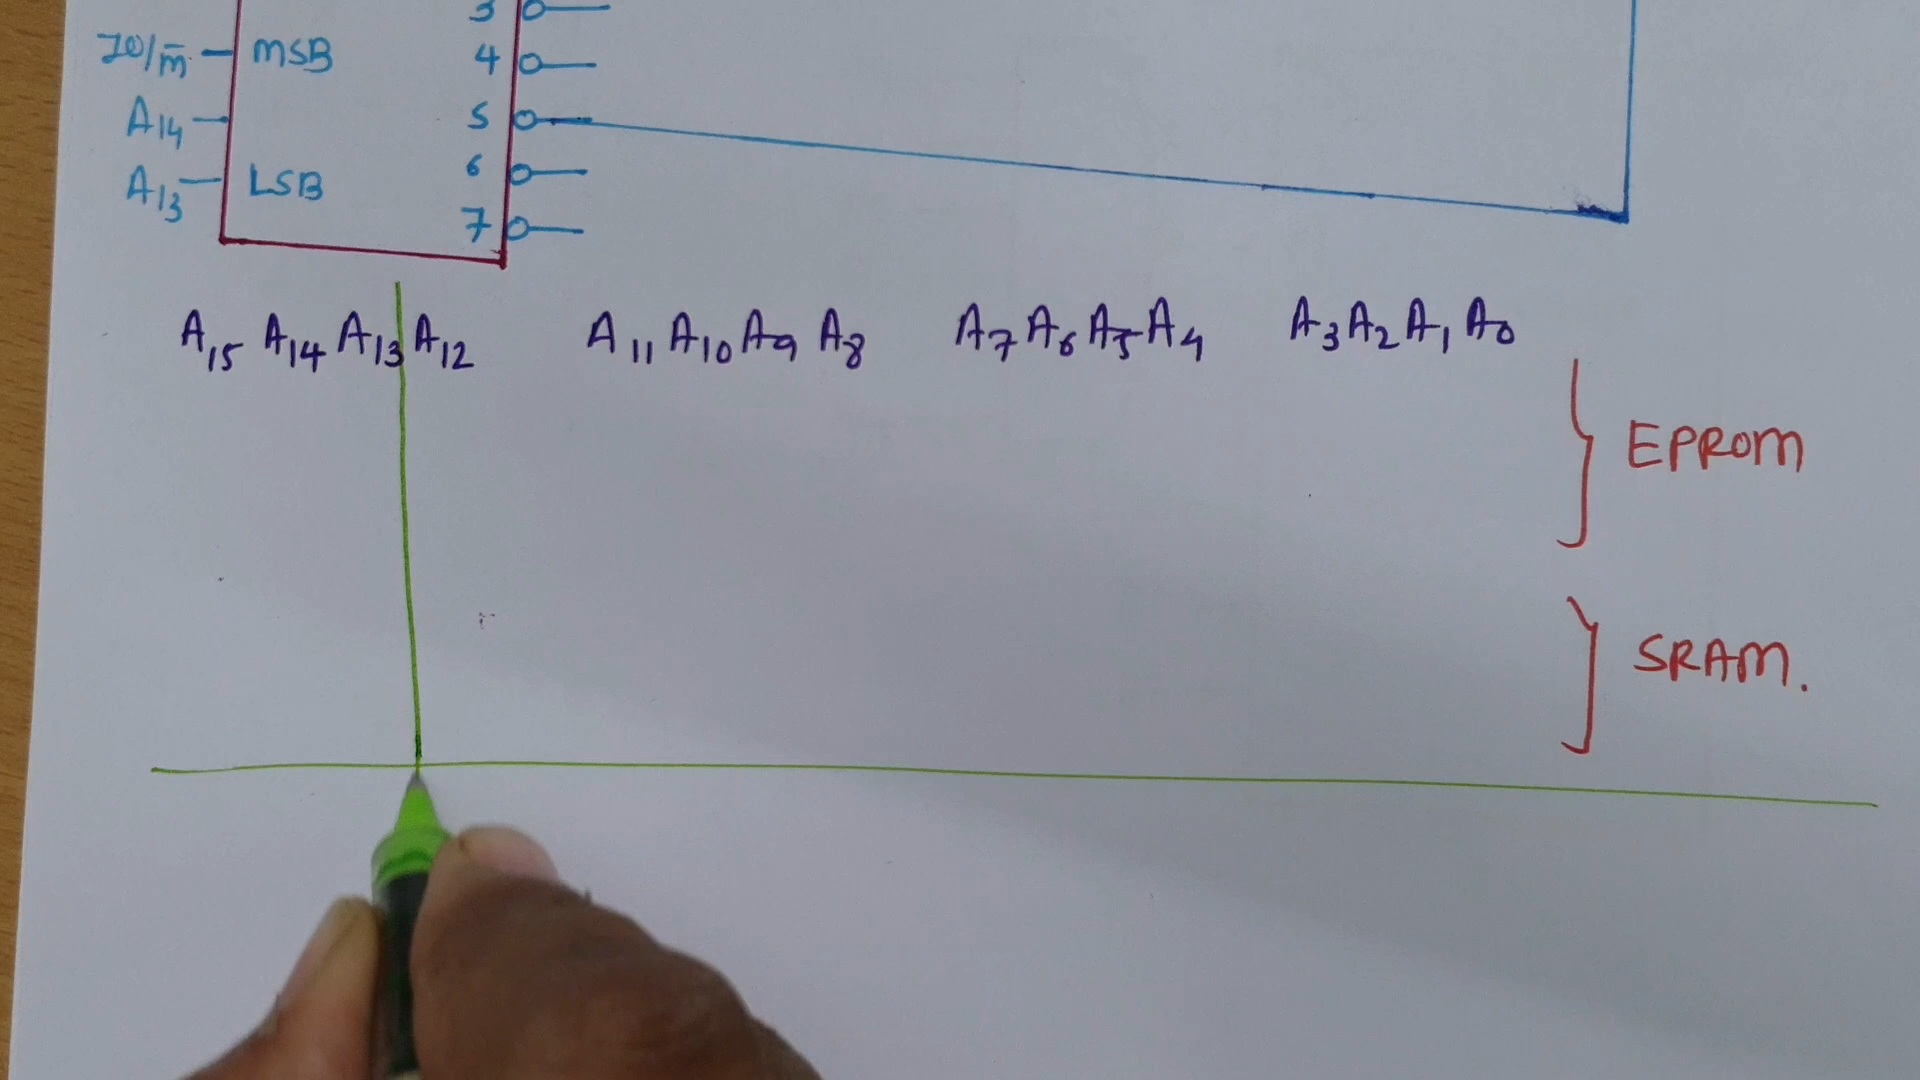 3
IO/m̅ MSB 4
A14 5
A13 LSB 6
7
A15 A14 A13 A12 A11 A10 A9 A8 A7 A6 A5 A4 A3 A2 A1 A0
EPROM
SRAM.